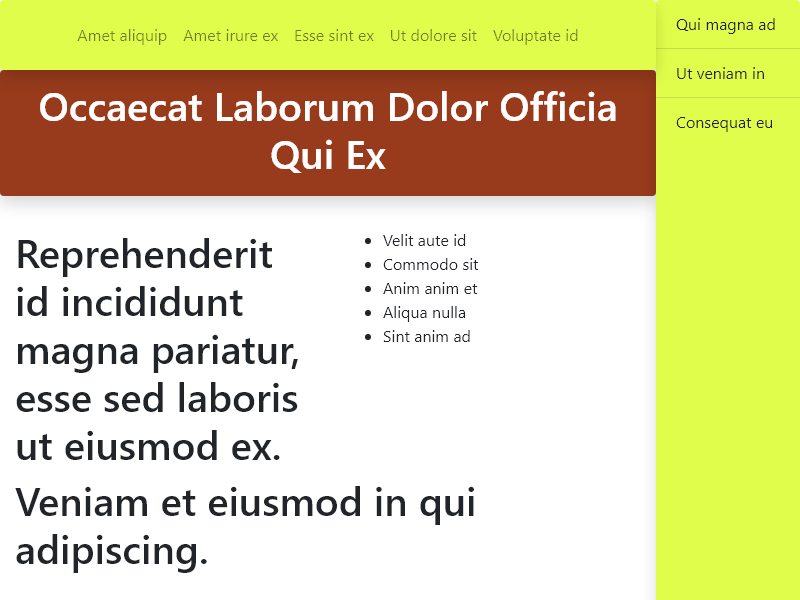 Amet aliquip
Amet irure ex
Esse sint ex
Ut dolore sit
Voluptate id
Occaecat Laborum Dolor Officia
Qui Ex
Reprehenderit
id incididunt
magna pariatur,
esse sed laboris
ut eiusmod ex.
Velit aute id
Commodo sit
Anim anim et
Aliqua nulla
Sint anim ad
Veniam et eiusmod in qui
adipiscing.
Qui magna ad
Ut veniam in
Consequat eu